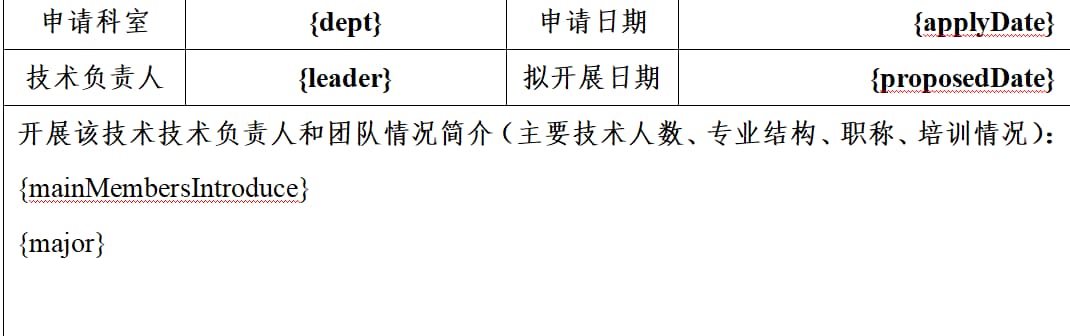 申请科室 {dept} 申请日期 {applyDate}
技术负责人 {leader} 拟开展日期 {proposedDate}
开展该技术技术负责人和团队情况简介（主要技术人数、专业结构、职称、培训情况）：
{mainMembersIntroduce}
{major}